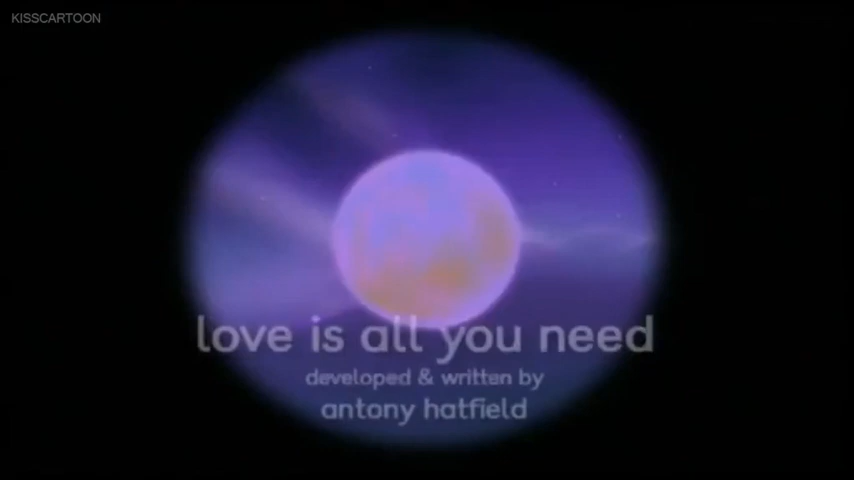 KISSCARTOON
love is all you need
developed & written by
antony hatfield